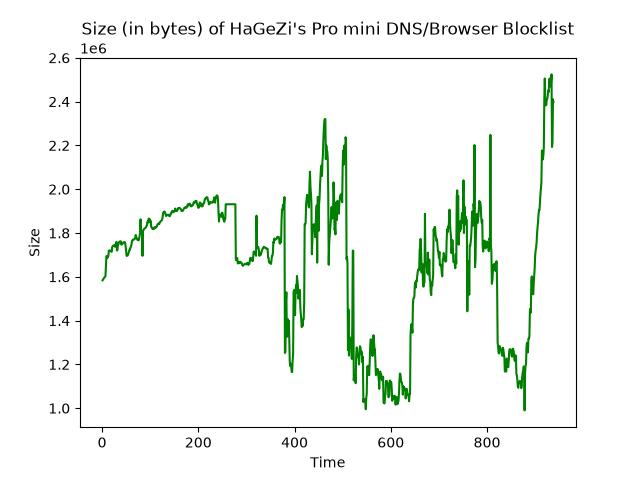 Size (in bytes) of HaGeZi's Pro mini DNS/Browser Blocklist
1e6
2.6
2.4
2.2
2.0
1.8
1.6
1.4
1.2
1.0
Size
0 200 400 600 800
Time